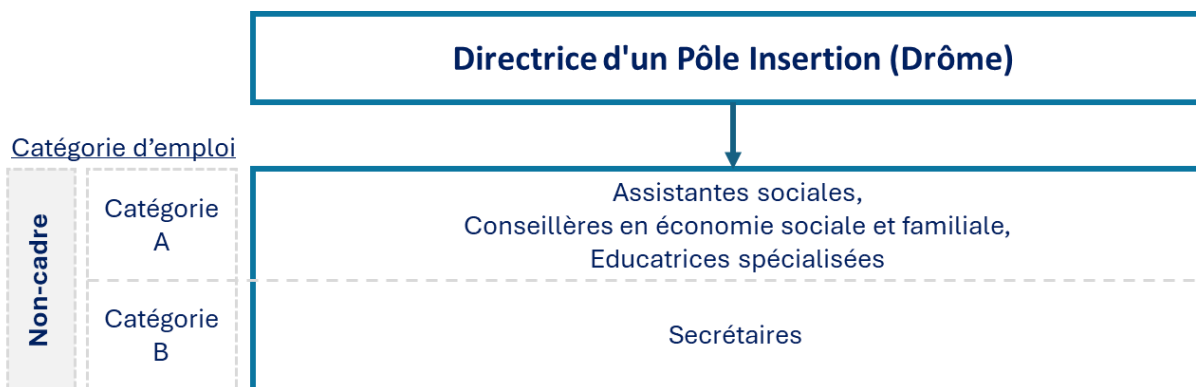 Directrice d'un Pôle Insertion (Drôme)
Catégorie d’emploi
Non-cadre
Catégorie
A
Assistantes sociales,
Conseillères en économie sociale et familiale,
Educatrices spécialisées
Catégorie
B
Secrétaires